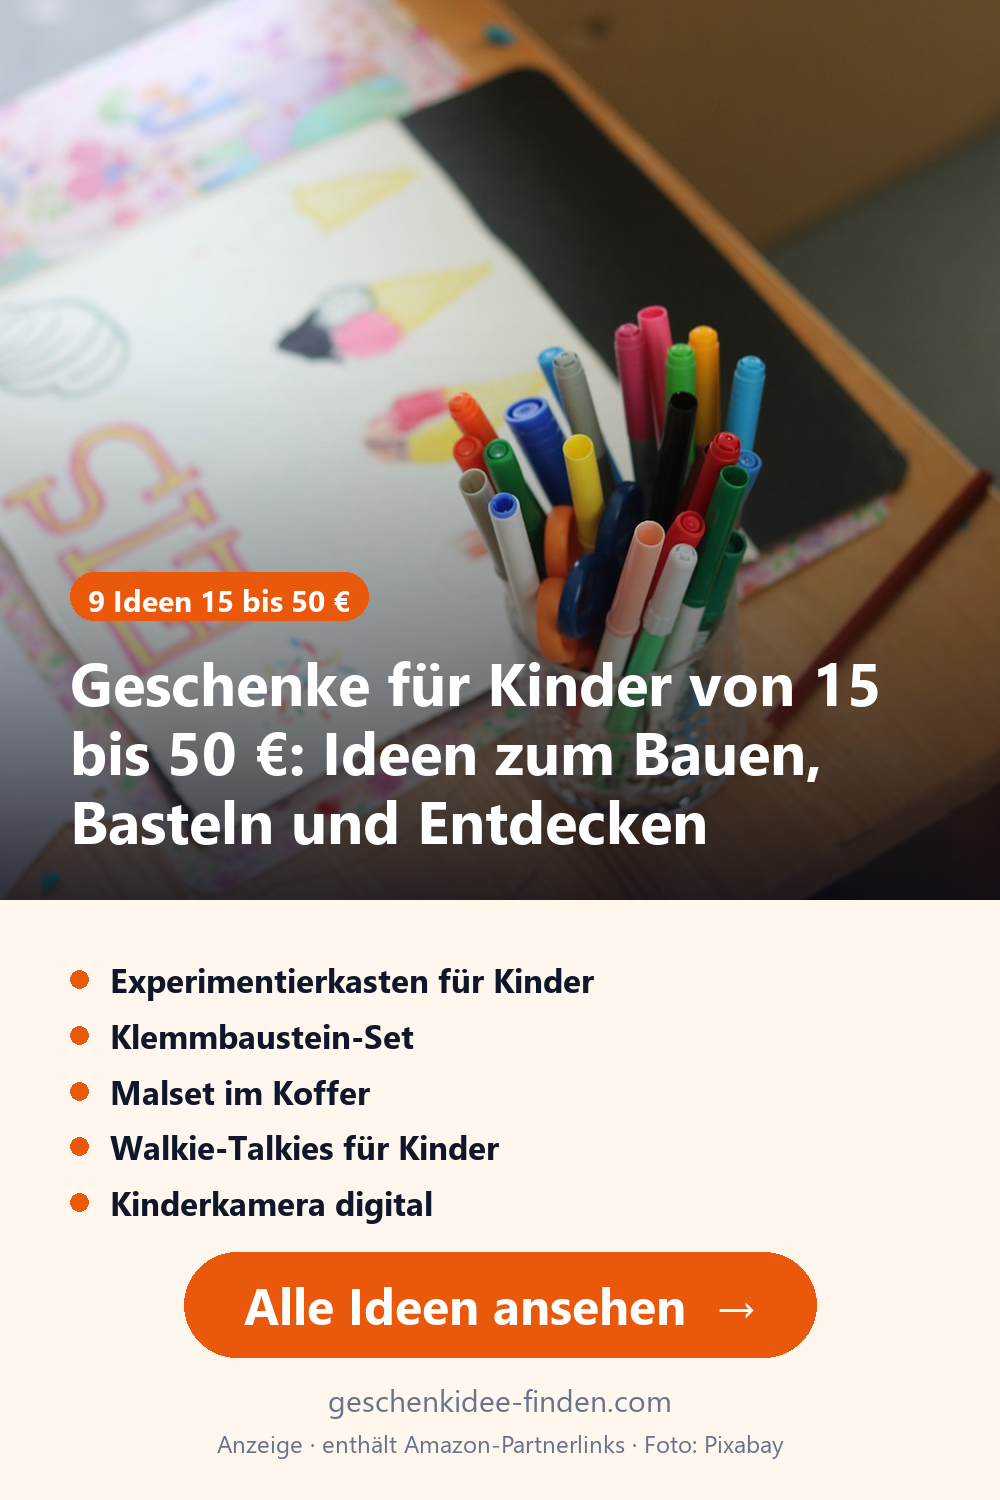 9 Ideen 15 bis 50 €
Geschenke für Kinder von 15
bis 50 €: Ideen zum Bauen,
Basteln und Entdecken
Experimentierkasten für Kinder
Klemmbaustein-Set
Malset im Koffer
Walkie-Talkies für Kinder
Kinderkamera digital
Alle Ideen ansehen →
geschenkidee-finden.com
Anzeige · enthält Amazon-Partnerlinks · Foto: Pixabay